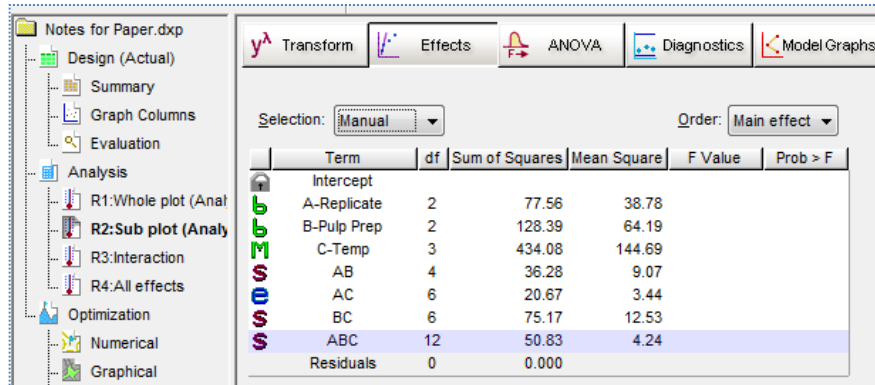 Notes for Paper.dxp
Design (Actual)
Summary
Graph Columns
Evaluation
Analysis
R1:Whole plot (Anal
R2:Sub plot (Analy
R3:Interaction
R4:All effects
Optimization
Numerical
Graphical
yλ Transform Effects F→ ANOVA Diagnostics Model Graphs
Selection: Manual Order: Main effect
Term df Sum of Squares Mean Square F Value Prob > F
Intercept
b A-Replicate 2 77.56 38.78
b B-Pulp Prep 2 128.39 64.19
M C-Temp 3 434.08 144.69
s AB 4 36.28 9.07
e AC 6 20.67 3.44
s BC 6 75.17 12.53
s ABC 12 50.83 4.24
Residuals 0 0.000